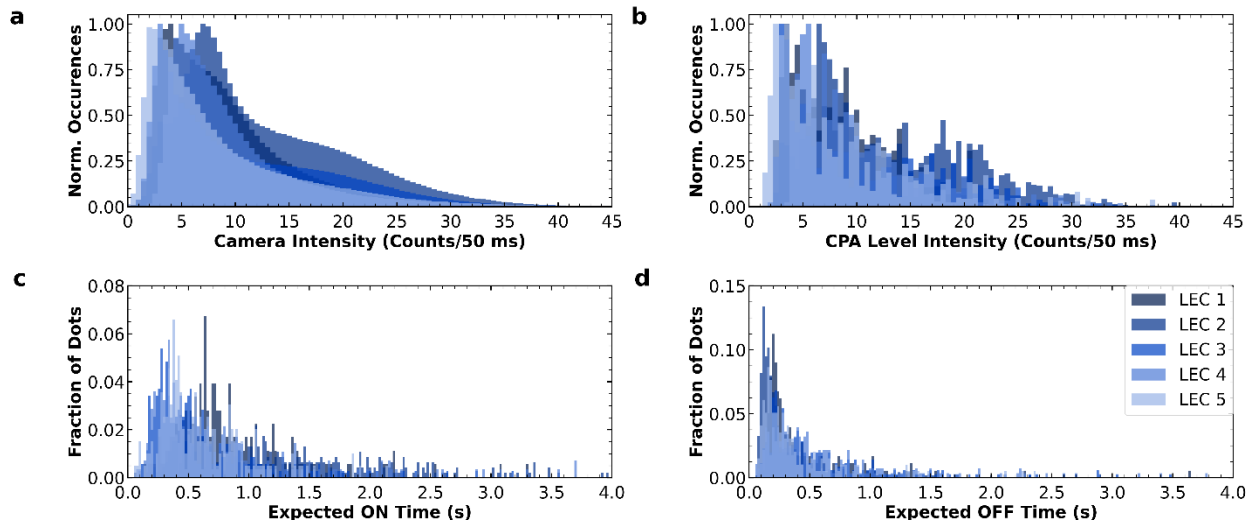 a
1.00
0.75
0.50
0.25
0.00
Norm. Occurences
0 5 10 15 20 25 30 35 40 45
Camera Intensity (Counts/50 ms)
b
1.00
0.75
0.50
0.25
0.00
Norm. Occurences
0 5 10 15 20 25 30 35 40 45
CPA Level Intensity (Counts/50 ms)
c
0.08
0.06
0.04
0.02
0.00
Fraction of Dots
0.0 0.5 1.0 1.5 2.0 2.5 3.0 3.5 4.0
Expected ON Time (s)
d
0.15
0.10
0.05
0.00
Fraction of Dots
0.0 0.5 1.0 1.5 2.0 2.5 3.0 3.5 4.0
Expected OFF Time (s)
LEC 1
LEC 2
LEC 3
LEC 4
LEC 5